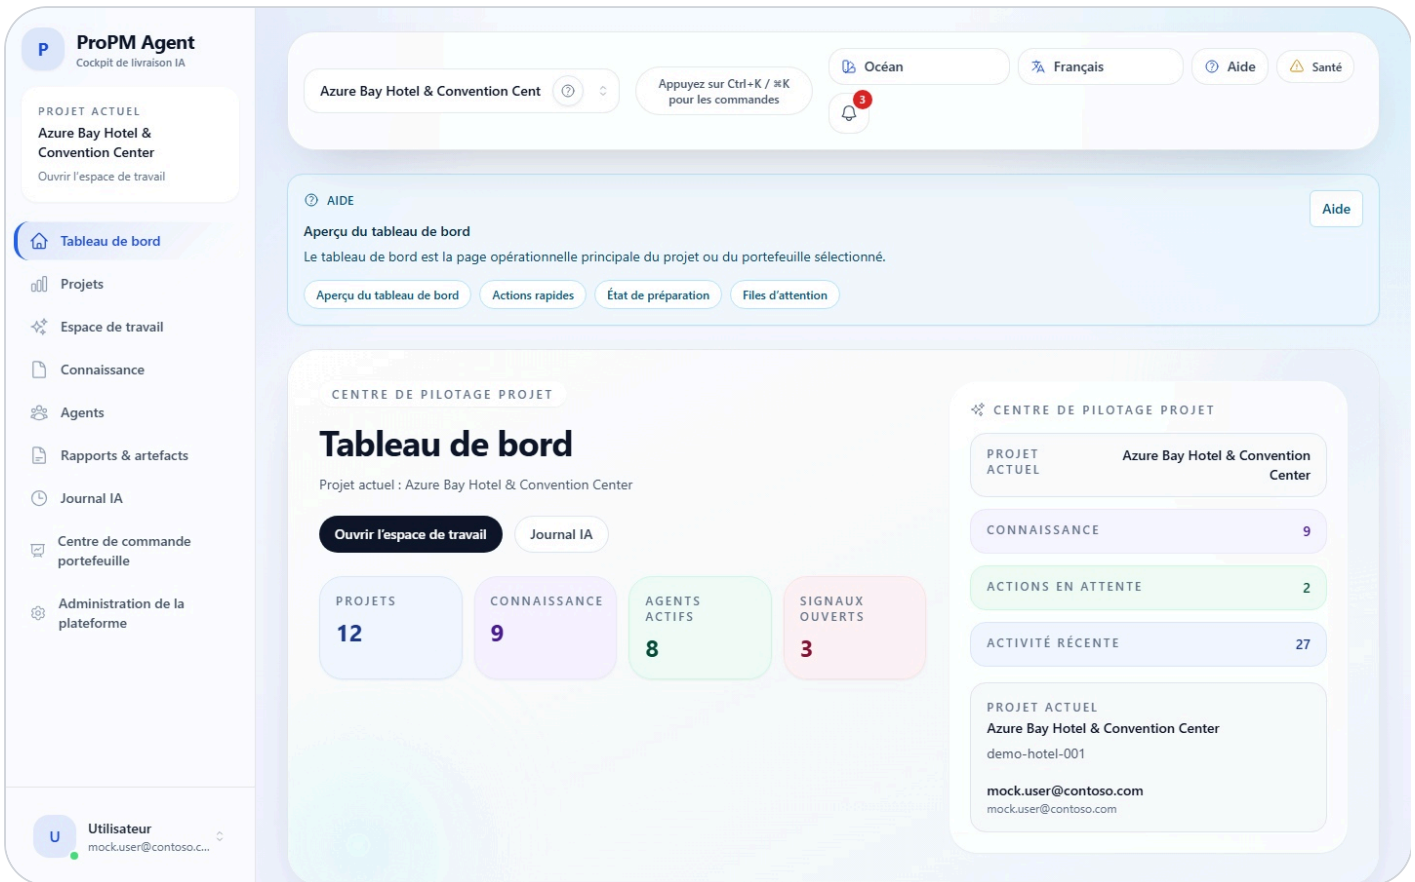 P
ProPM Agent
Cockpit de livraison IA
PROJET ACTUEL
Azure Bay Hotel &
Convention Center
Ouvrir l'espace de travail
Tableau de bord
Projets
Espace de travail
Connaissance
Agents
Rapports & artefacts
Journal IA
Centre de commande
portefeuille
Administration de la
plateforme
U
Utilisateur
mock.user@contoso.c...
Azure Bay Hotel & Convention Cent
Appuyez sur Ctrl+K / ⌘K
pour les commandes
Océan
Français
Aide
Santé
3
AIDE
Aide
Aperçu du tableau de bord
Le tableau de bord est la page opérationnelle principale du projet ou du portefeuille sélectionné.
Aperçu du tableau de bord
Actions rapides
État de préparation
Files d'attention
CENTRE DE PILOTAGE PROJET
Tableau de bord
Projet actuel : Azure Bay Hotel & Convention Center
Ouvrir l'espace de travail
Journal IA
PROJETS
12
CONNAISSANCE
9
AGENTS
ACTIFS
8
SIGNAUX
OUVERTS
3
CENTRE DE PILOTAGE PROJET
PROJET
ACTUEL
Azure Bay Hotel & Convention
Center
CONNAISSANCE 9
ACTIONS EN ATTENTE 2
ACTIVITÉ RÉCENTE 27
PROJET ACTUEL
Azure Bay Hotel & Convention Center
demo-hotel-001
mock.user@contoso.com
mock.user@contoso.com